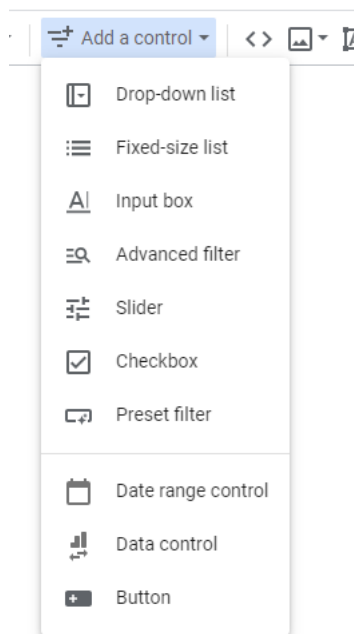 Add a control
Drop-down list
Fixed-size list
Input box
Advanced filter
Slider
Checkbox
Preset filter
Date range control
Data control
Button